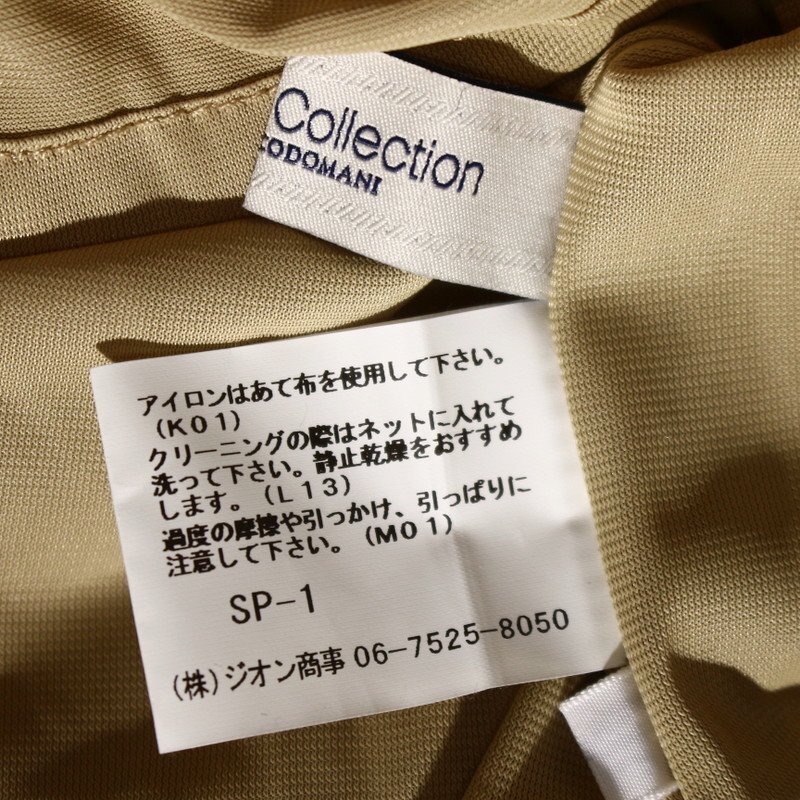 Collection
CODOMANI
アイロンはあて布を使用して下さい。
(K01)
クリーニングの際はネットに入れて
洗って下さい。静止乾燥をおすすめ
します。(L13)
過度の摩擦や引っかけ、引っぱりに
注意して下さい。(M01)
SP-1
(株)ジオン商事 06-7525-8050